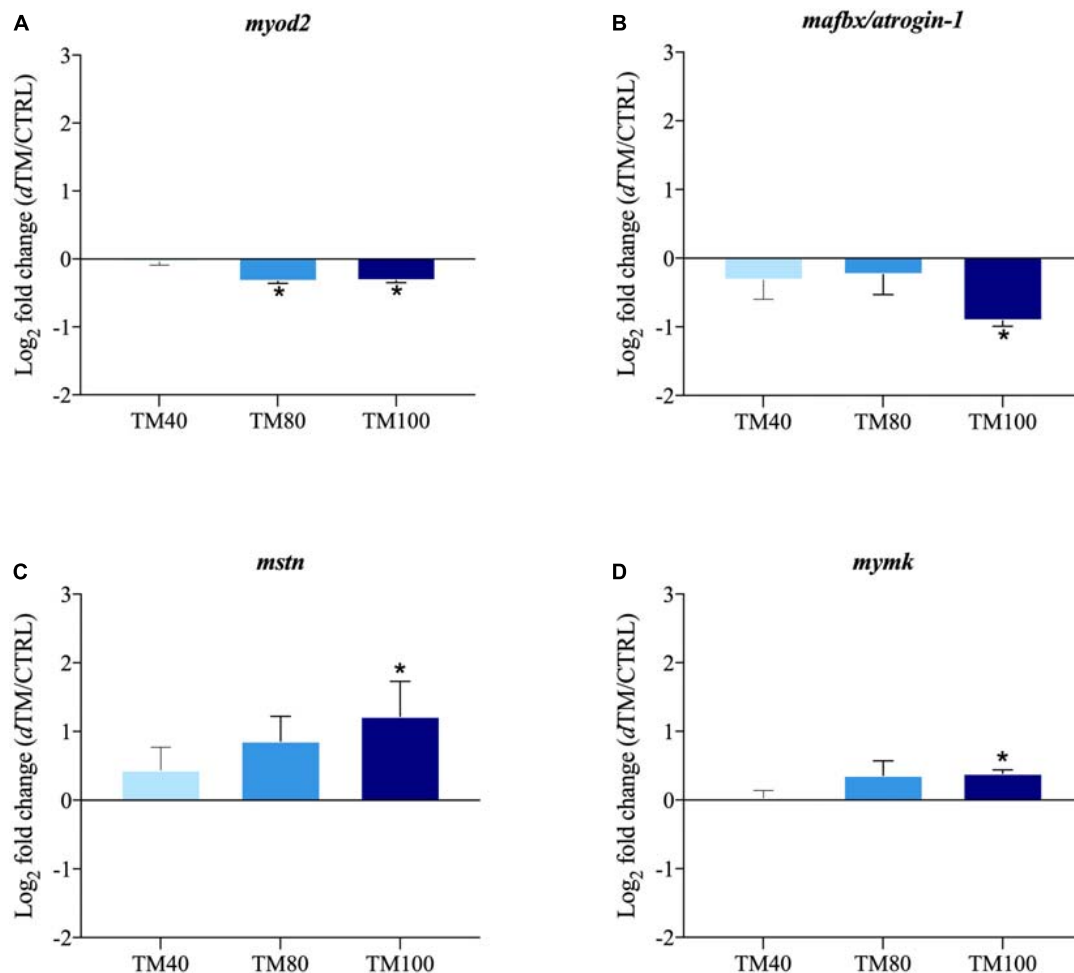 A
myod2
Log2 fold change (dTM/CTRL)
3
2
1
0
-1
-2
*
*
TM40 TM80 TM100
B
mafbx/atrogin-1
Log2 fold change (dTM/CTRL)
3
2
1
0
-1
-2
*
TM40 TM80 TM100
C
mstn
Log2 fold change (dTM/CTRL)
3
2
1
0
-1
-2
*
TM40 TM80 TM100
D
mymk
Log2 fold change (dTM/CTRL)
3
2
1
0
-1
-2
*
TM40 TM80 TM100